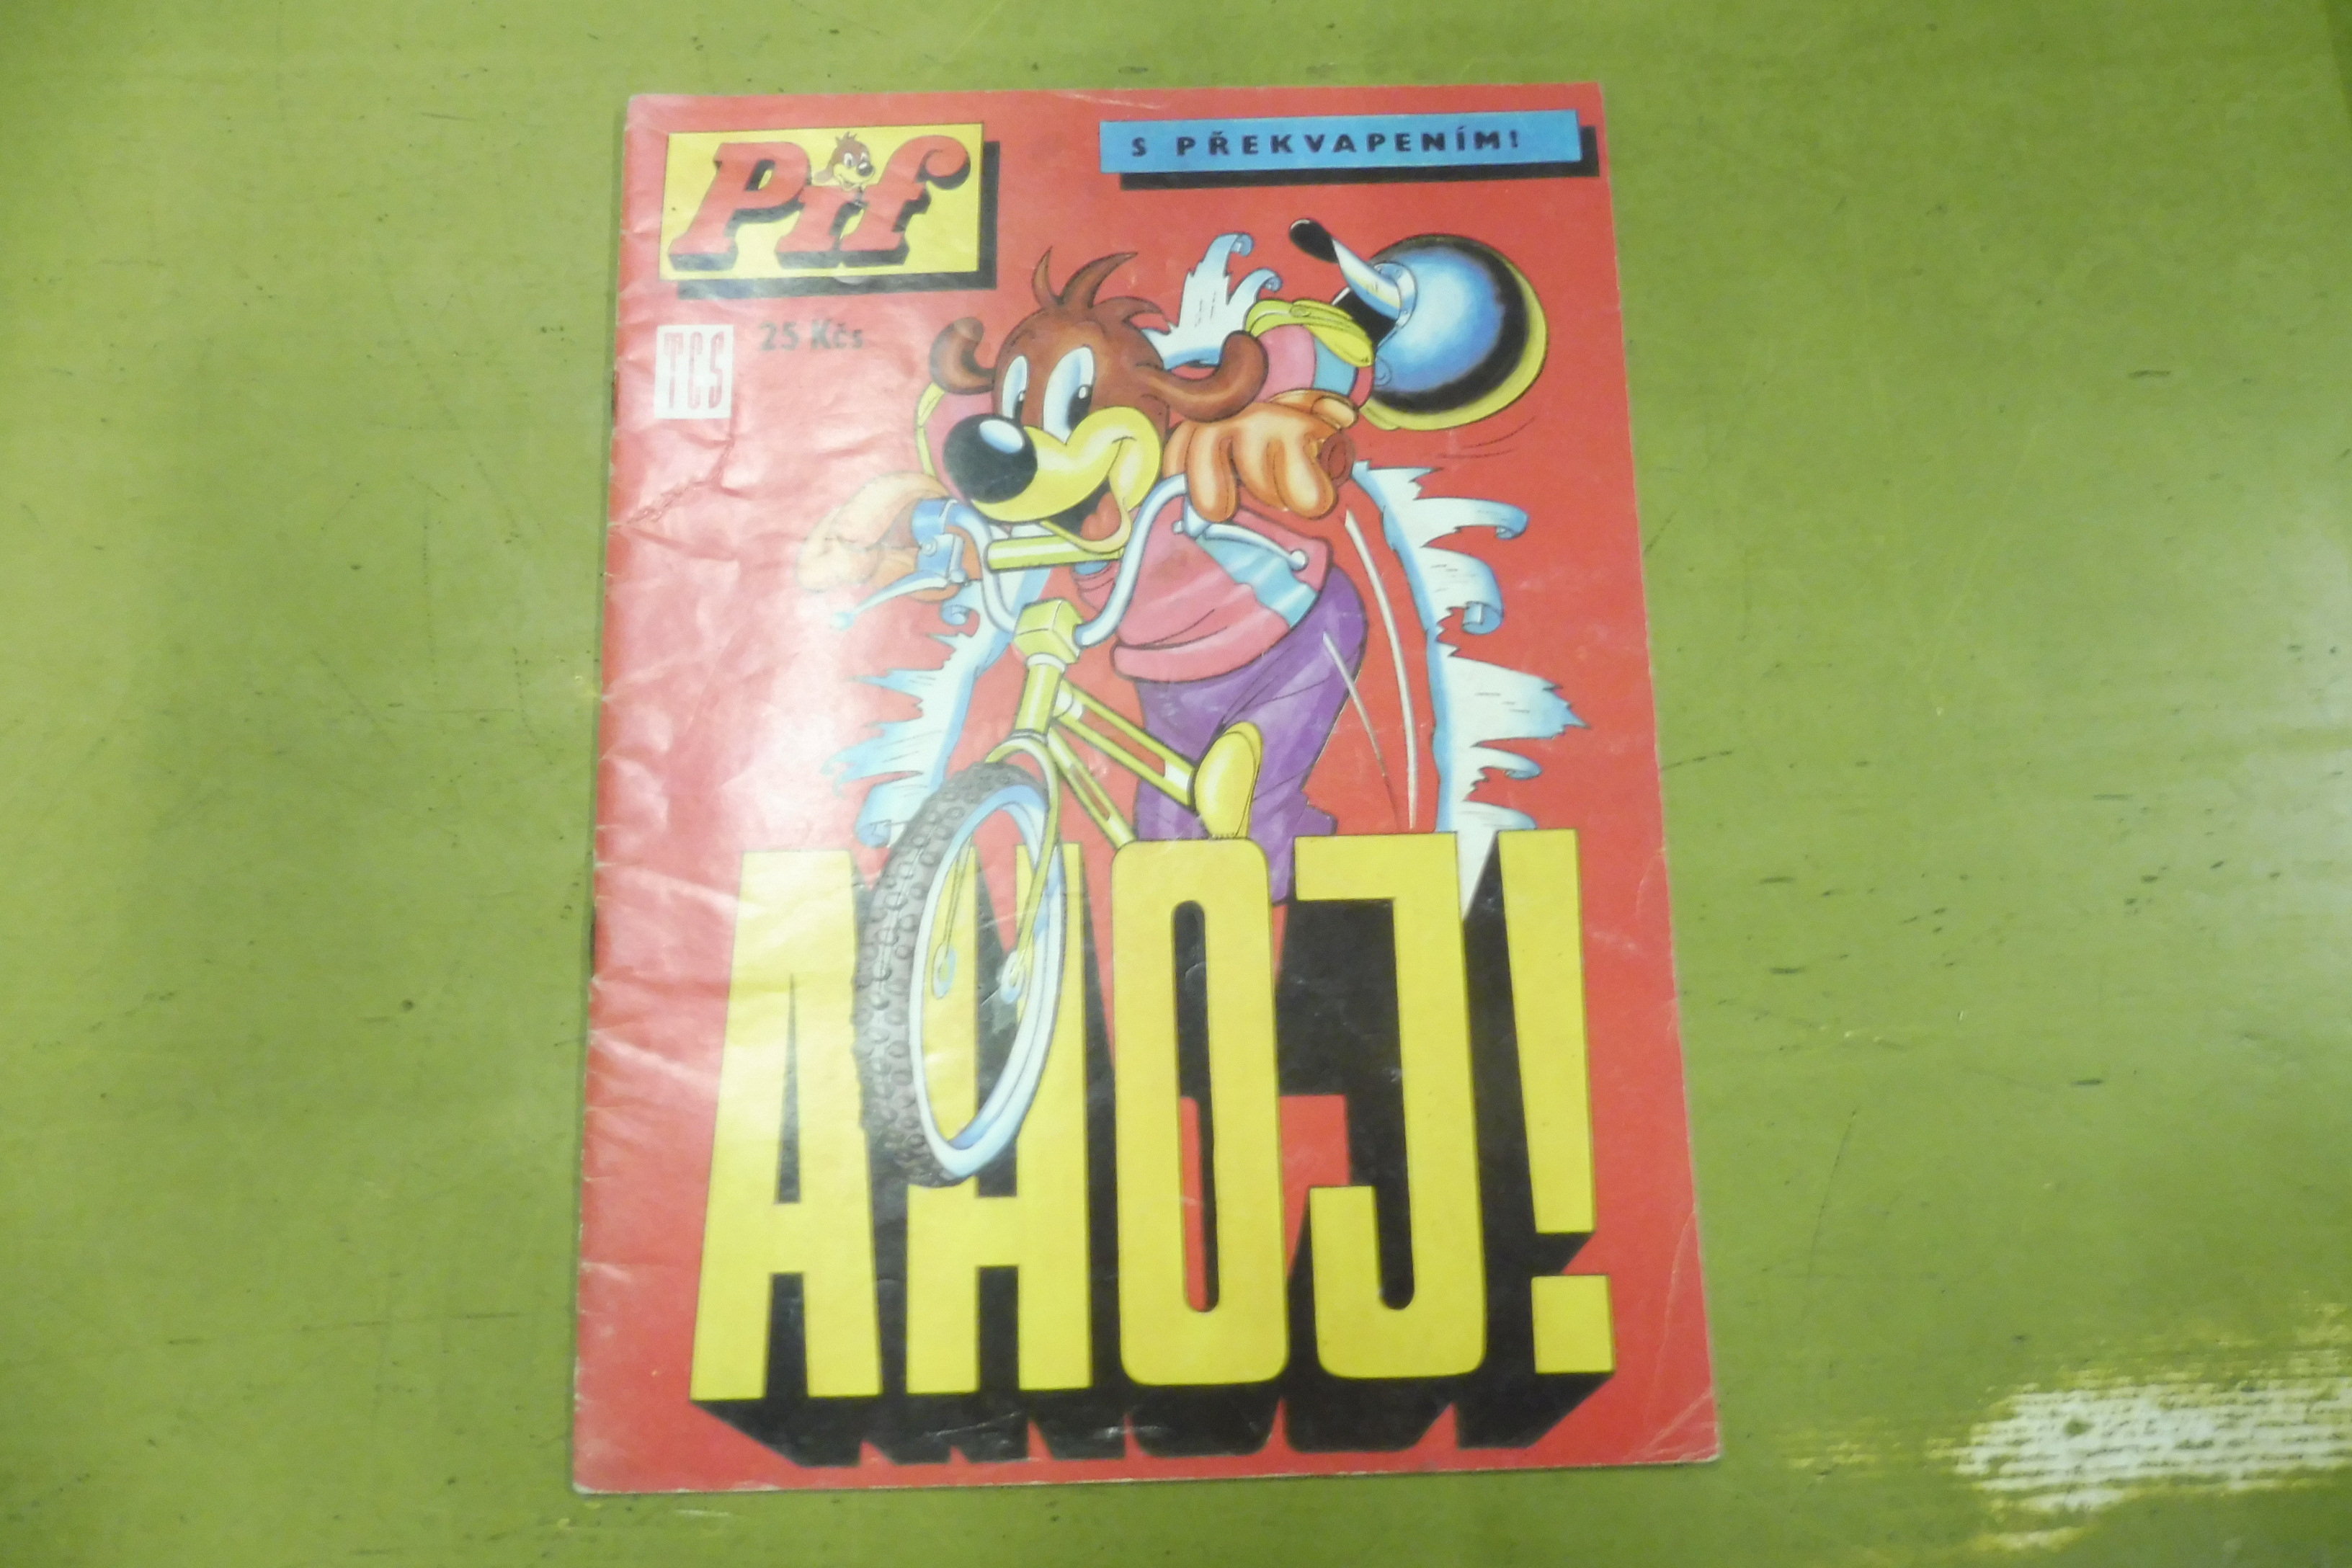 Pif
S PŘEKVAPENÍM!
TCS
25 Kčs
AHOJ!